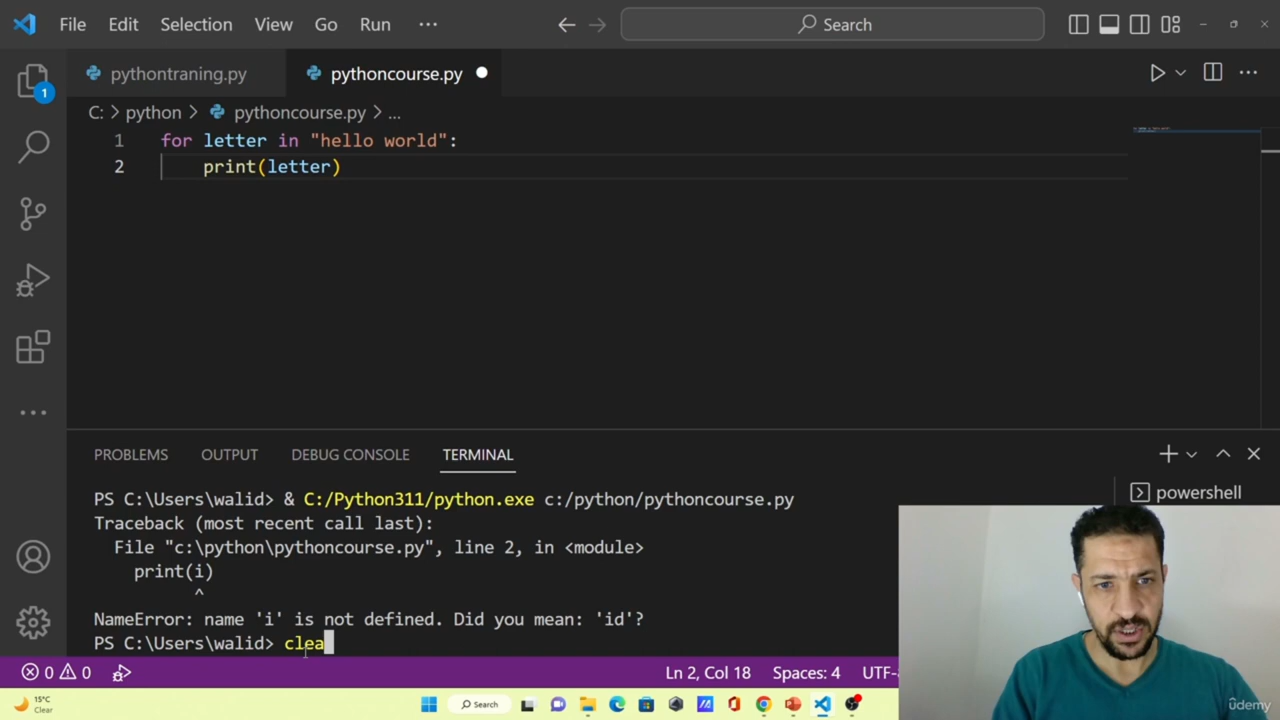 File Edit Selection View Go Run ··· Search
pythontraning.py pythoncourse.py
C: > python > pythoncourse.py > ...
1 for letter in "hello world":
2 print(letter)
1
PROBLEMS OUTPUT DEBUG CONSOLE TERMINAL
powershell
PS C:\Users\walid> & C:/Python311/python.exe c:/python/pythoncourse.py
Traceback (most recent call last):
File "c:\python\pythoncourse.py", line 2, in <module>
print(i)
^
NameError: name 'i' is not defined. Did you mean: 'id'?
PS C:\Users\walid> clea
0 0 Ln 2, Col 18 Spaces: 4 UTF-8
15°C
Clear
Search
udemy